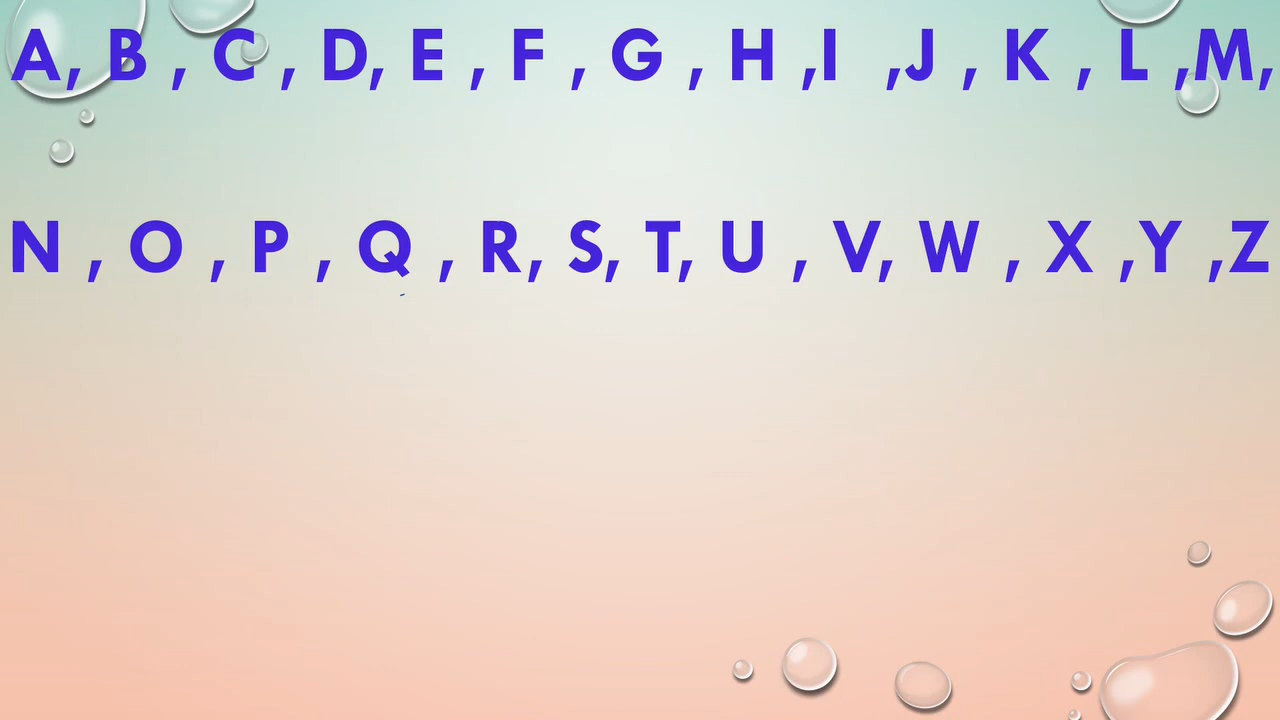 A, B , C , D, E , F , G , H ,I ,J , K , L ,M,
N , O , P , Q , R, S, T, U , V, W , X ,Y ,Z